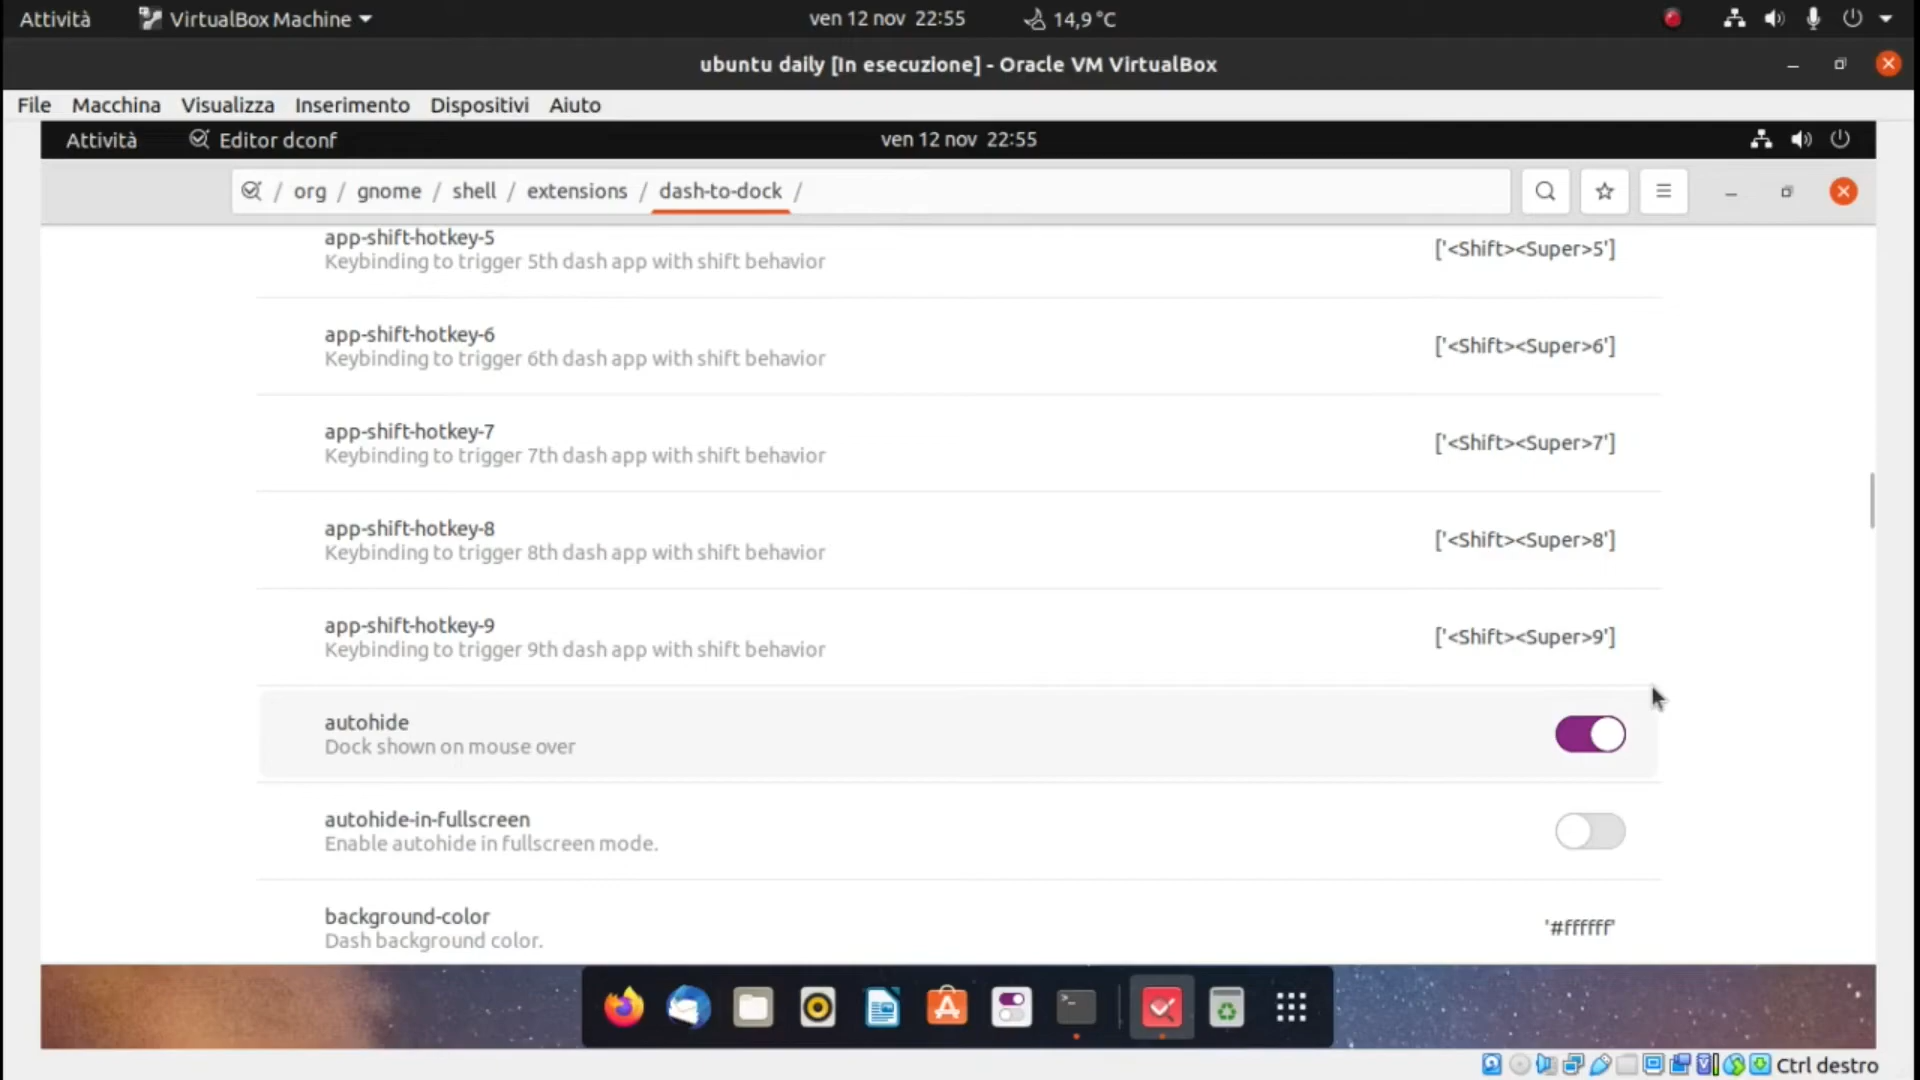 Attività VirtualBox Machine ven 12 nov 22:55 14,9 °C
ubuntu daily [In esecuzione] - Oracle VM VirtualBox
File Macchina Visualizza Inserimento Dispositivi Aiuto
Attività Editor dconf ven 12 nov 22:55
/ org / gnome / shell / extensions / dash-to-dock /
app-shift-hotkey-5
Keybinding to trigger 5th dash app with shift behavior
['<Shift><Super>5']
app-shift-hotkey-6
Keybinding to trigger 6th dash app with shift behavior
['<Shift><Super>6']
app-shift-hotkey-7
Keybinding to trigger 7th dash app with shift behavior
['<Shift><Super>7']
app-shift-hotkey-8
Keybinding to trigger 8th dash app with shift behavior
['<Shift><Super>8']
app-shift-hotkey-9
Keybinding to trigger 9th dash app with shift behavior
['<Shift><Super>9']
autohide
Dock shown on mouse over
autohide-in-fullscreen
Enable autohide in fullscreen mode.
background-color
Dash background color.
'#ffffff'
Ctrl destro